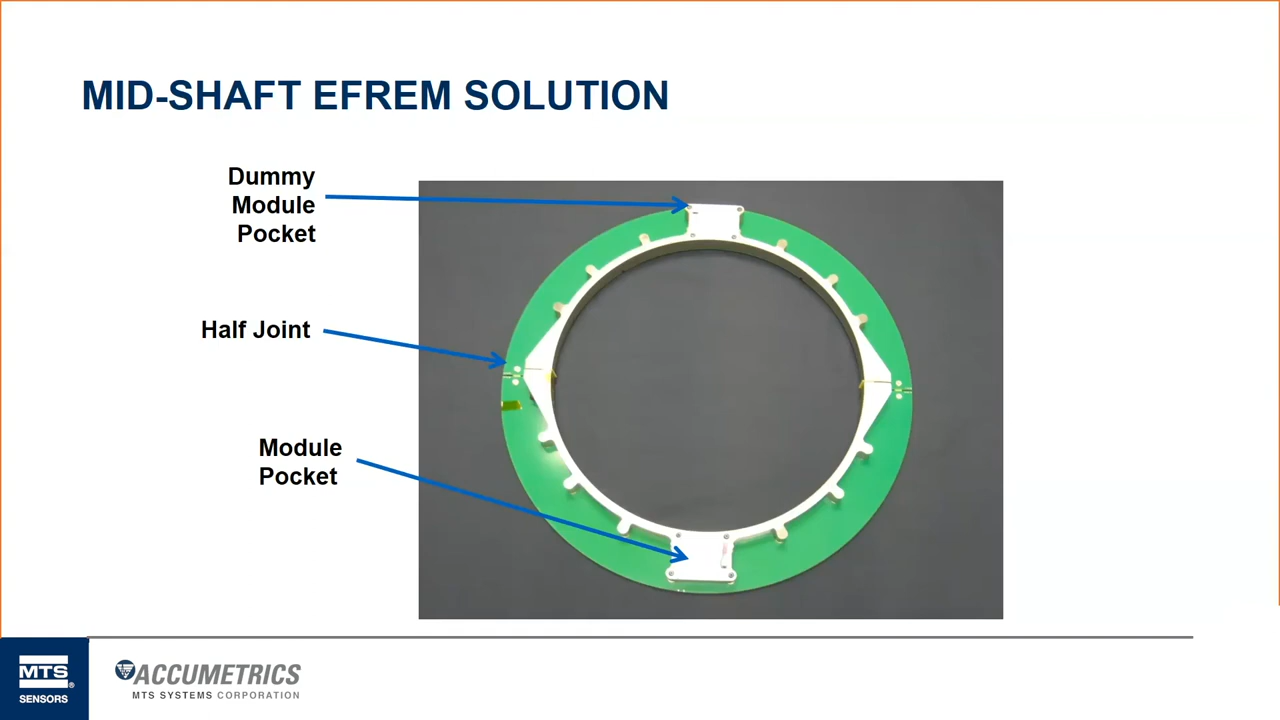 MID-SHAFT EFREM SOLUTION
Dummy
Module
Pocket
Half Joint
Module
Pocket
MTS
®
SENSORS
ACCUMETRICS
MTS SYSTEMS CORPORATION